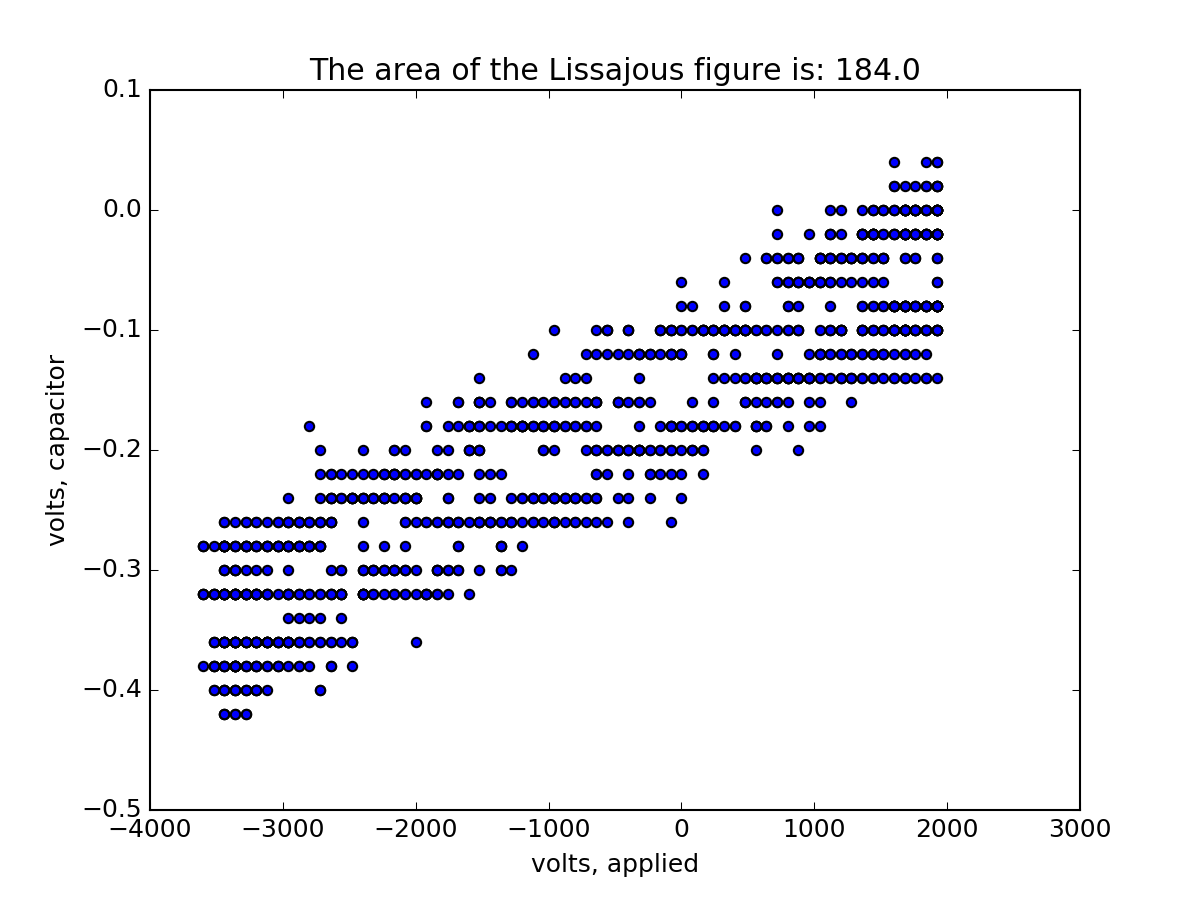 The area of the Lissajous figure is: 184.0
0.1
0.0
−0.1
−0.2
−0.3
−0.4
−0.5
volts, capacitor
−4000 −3000 −2000 −1000 0 1000 2000 3000
volts, applied